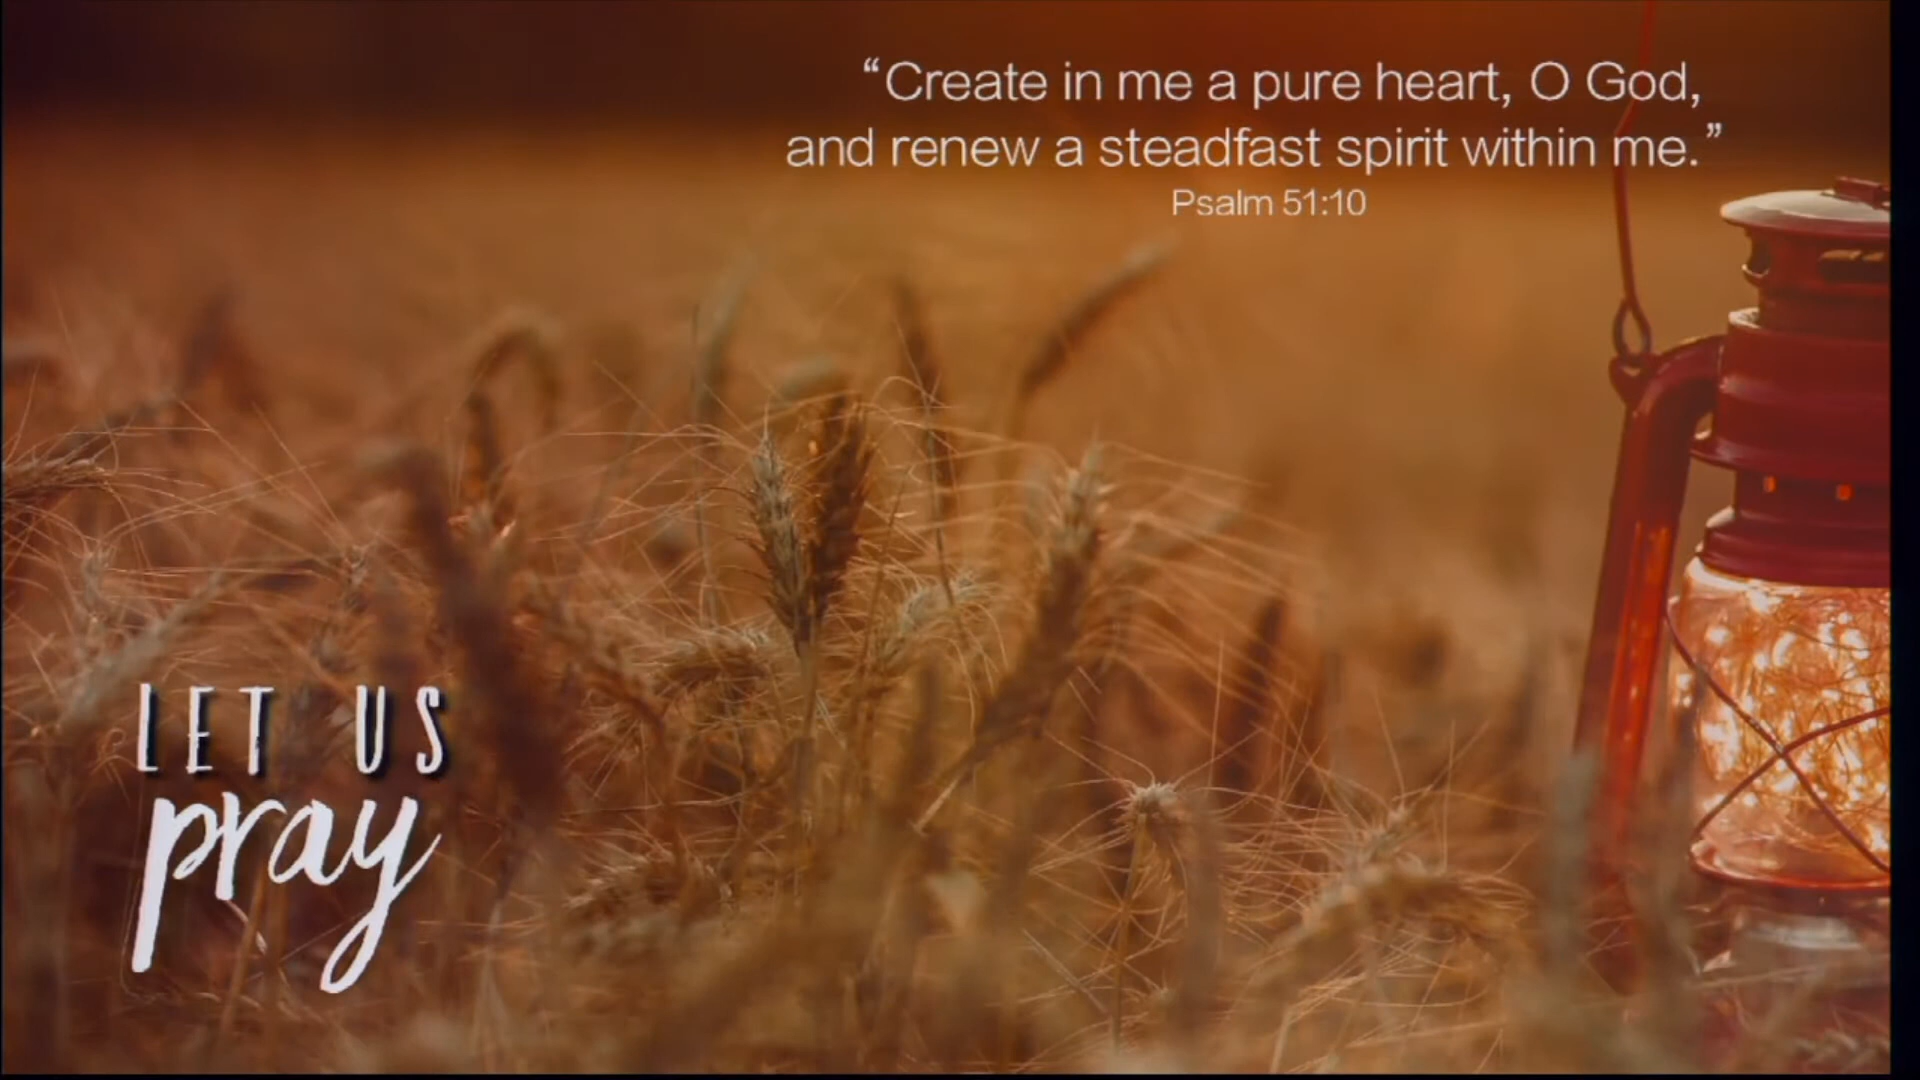 “Create in me a pure heart, O God,
and renew a steadfast spirit within me.”
Psalm 51:10
LET US
pray